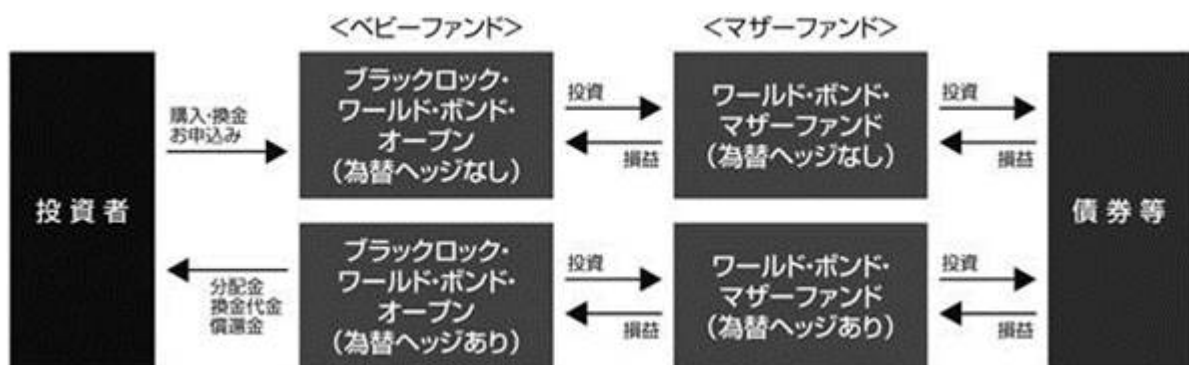 <ベビーファンド>
<マザーファンド>
投資者
購入・換金
お申込み
ブラックロック・
ワールド・ボンド・
オープン
(為替ヘッジなし)
投資
損益
ワールド・ボンド・
マザーファンド
(為替ヘッジなし)
投資
損益
債券等
分配金
換金代金
償還金
ブラックロック・
ワールド・ボンド・
オープン
(為替ヘッジあり)
投資
損益
ワールド・ボンド・
マザーファンド
(為替ヘッジあり)
投資
損益